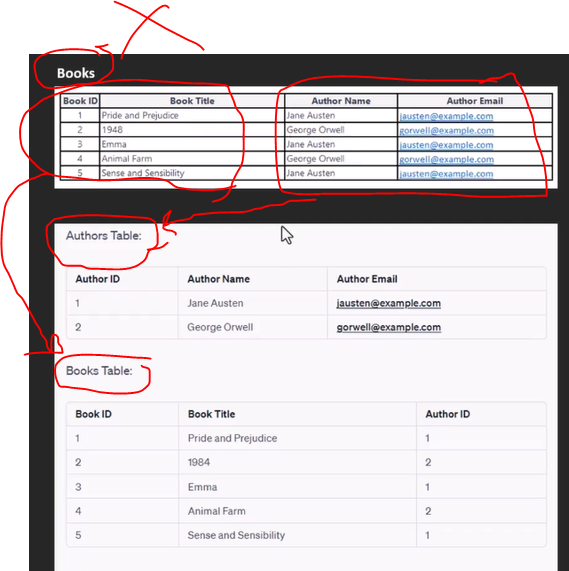 Books
Book ID Book Title Author Name Author Email
1 Pride and Prejudice Jane Austen jausten@example.com
2 1948 George Orwell gorwell@example.com
3 Emma Jane Austen jausten@example.com
4 Animal Farm George Orwell gorwell@example.com
5 Sense and Sensibility Jane Austen jausten@example.com
Authors Table:
Author ID Author Name Author Email
1 Jane Austen jausten@example.com
2 George Orwell gorwell@example.com
Books Table:
Book ID Book Title Author ID
1 Pride and Prejudice 1
2 1984 2
3 Emma 1
4 Animal Farm 2
5 Sense and Sensibility 1